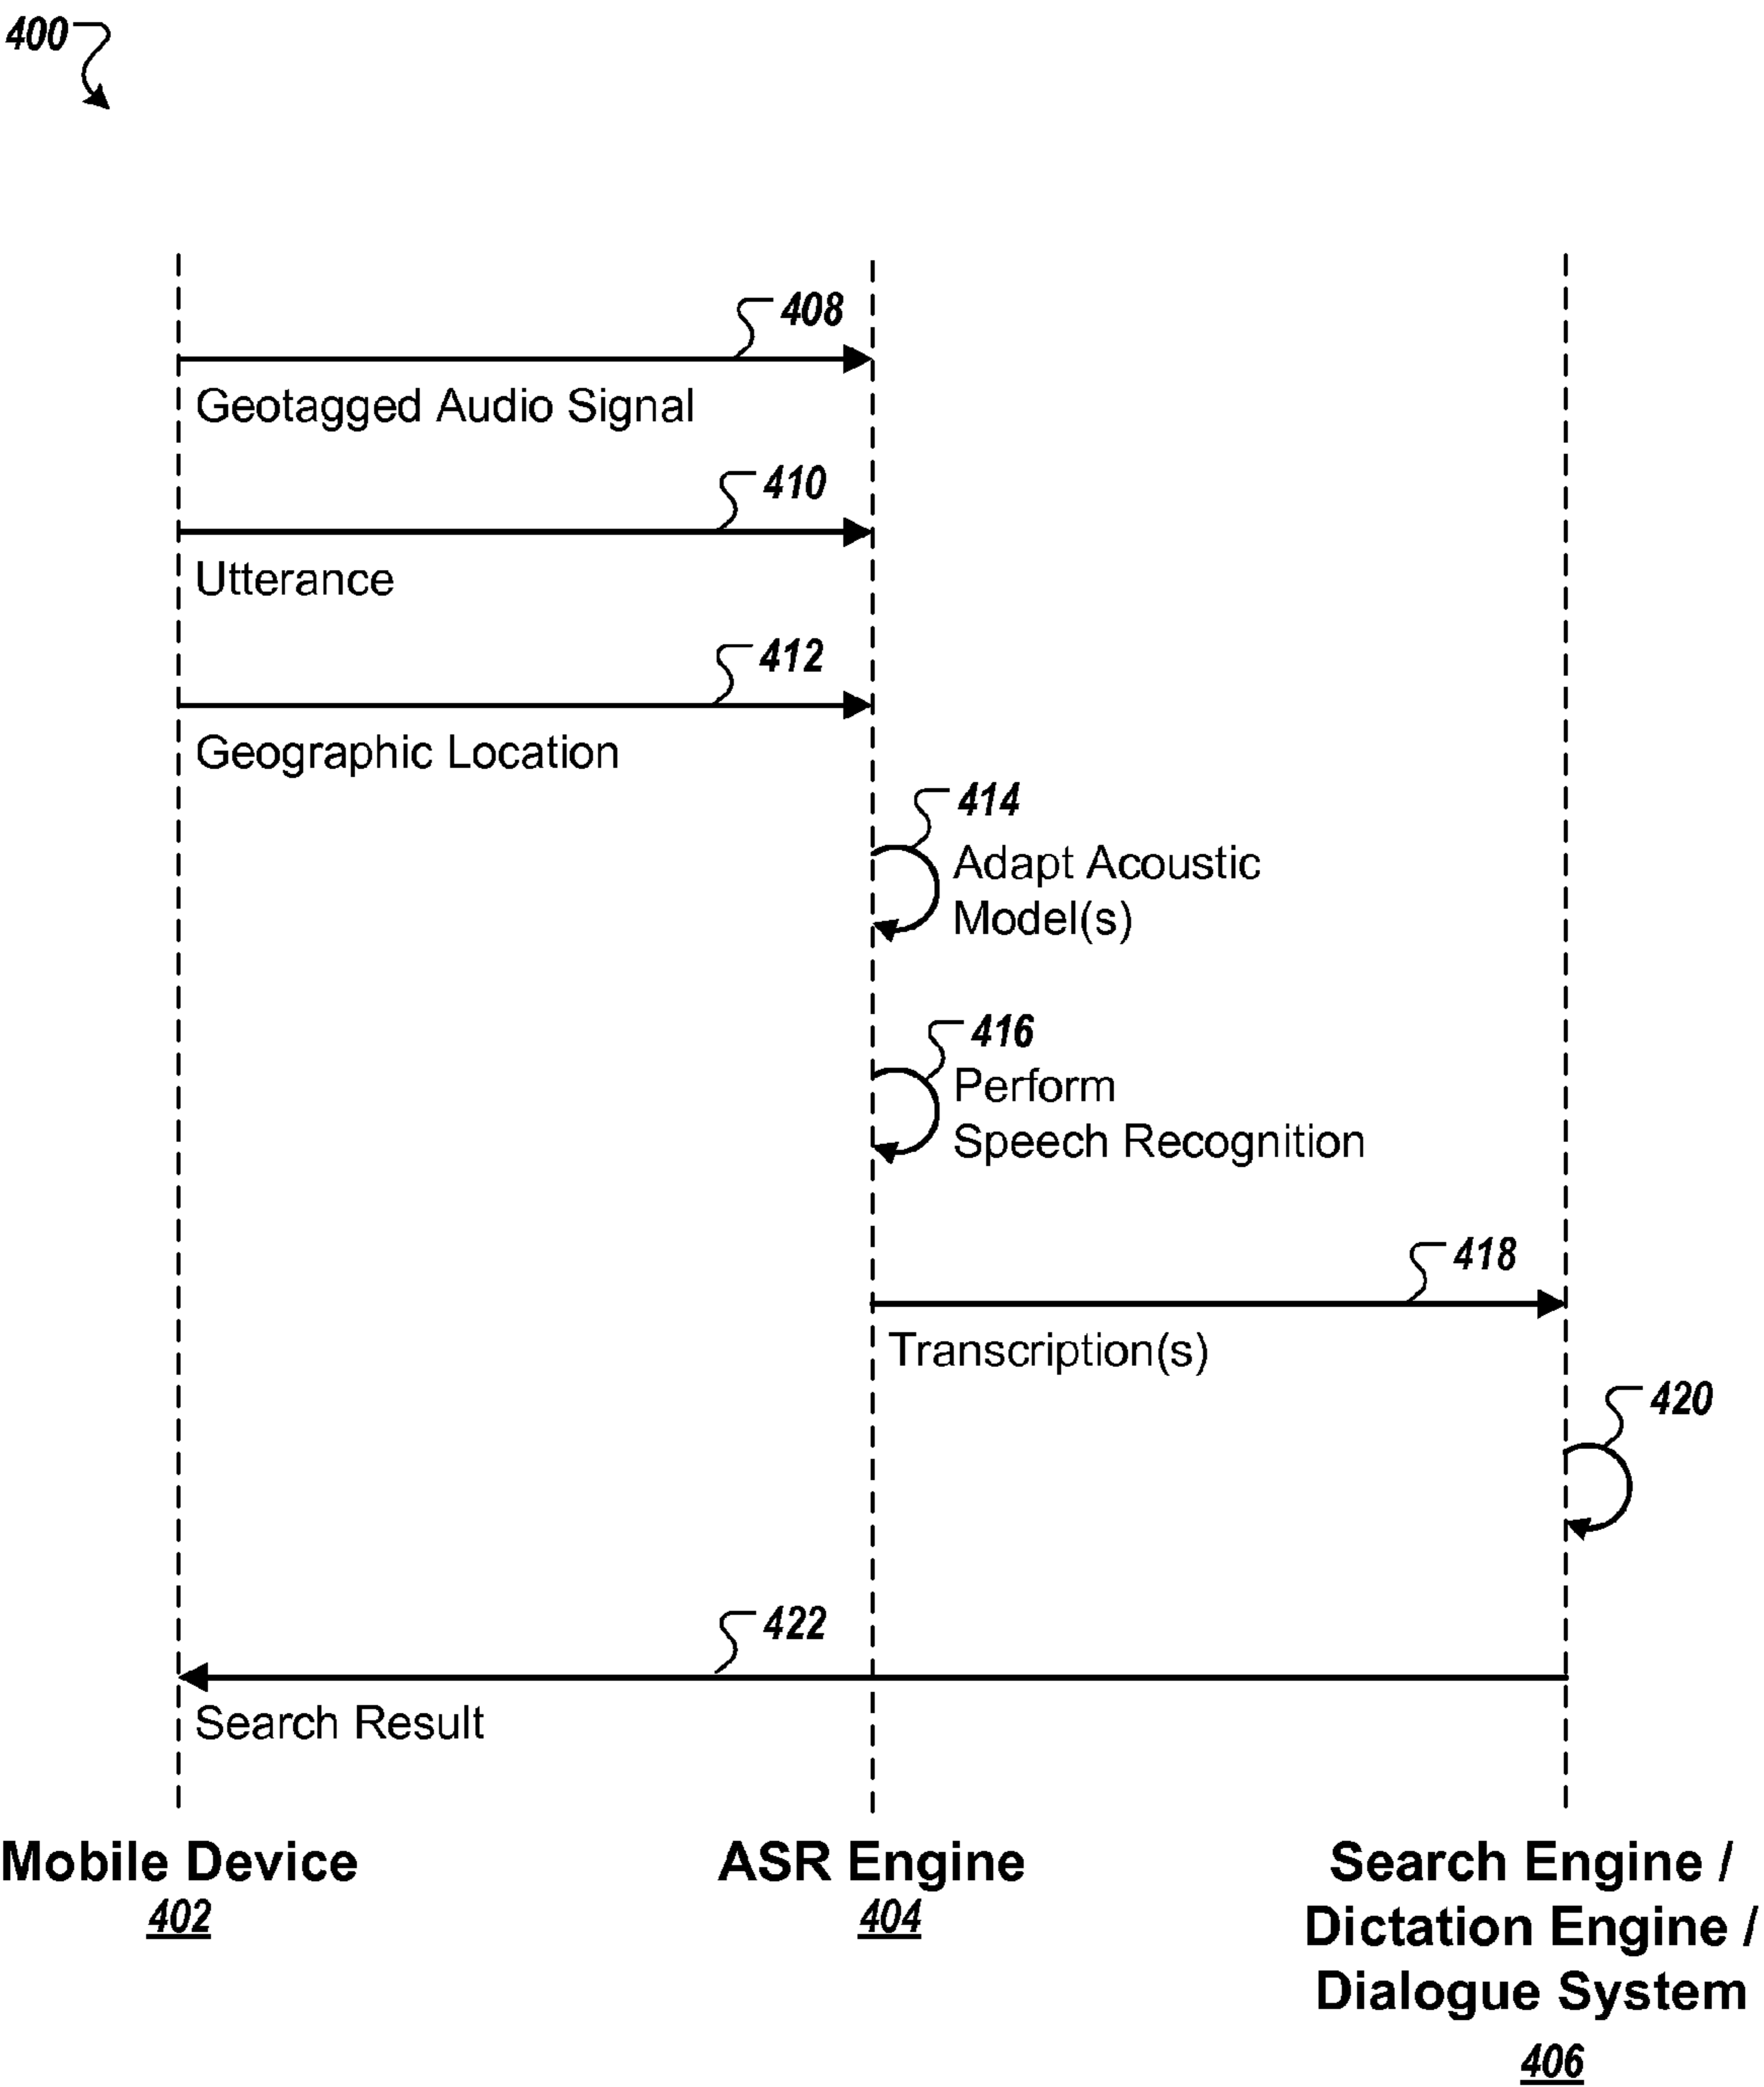 400
408
Geotagged Audio Signal
410
Utterance
412
Geographic Location
414
Adapt Acoustic
Model(s)
416
Perform
Speech Recognition
418
Transcription(s)
420
422
Search Result
Mobile Device
402
ASR Engine
404
Search Engine /
Dictation Engine /
Dialogue System
406